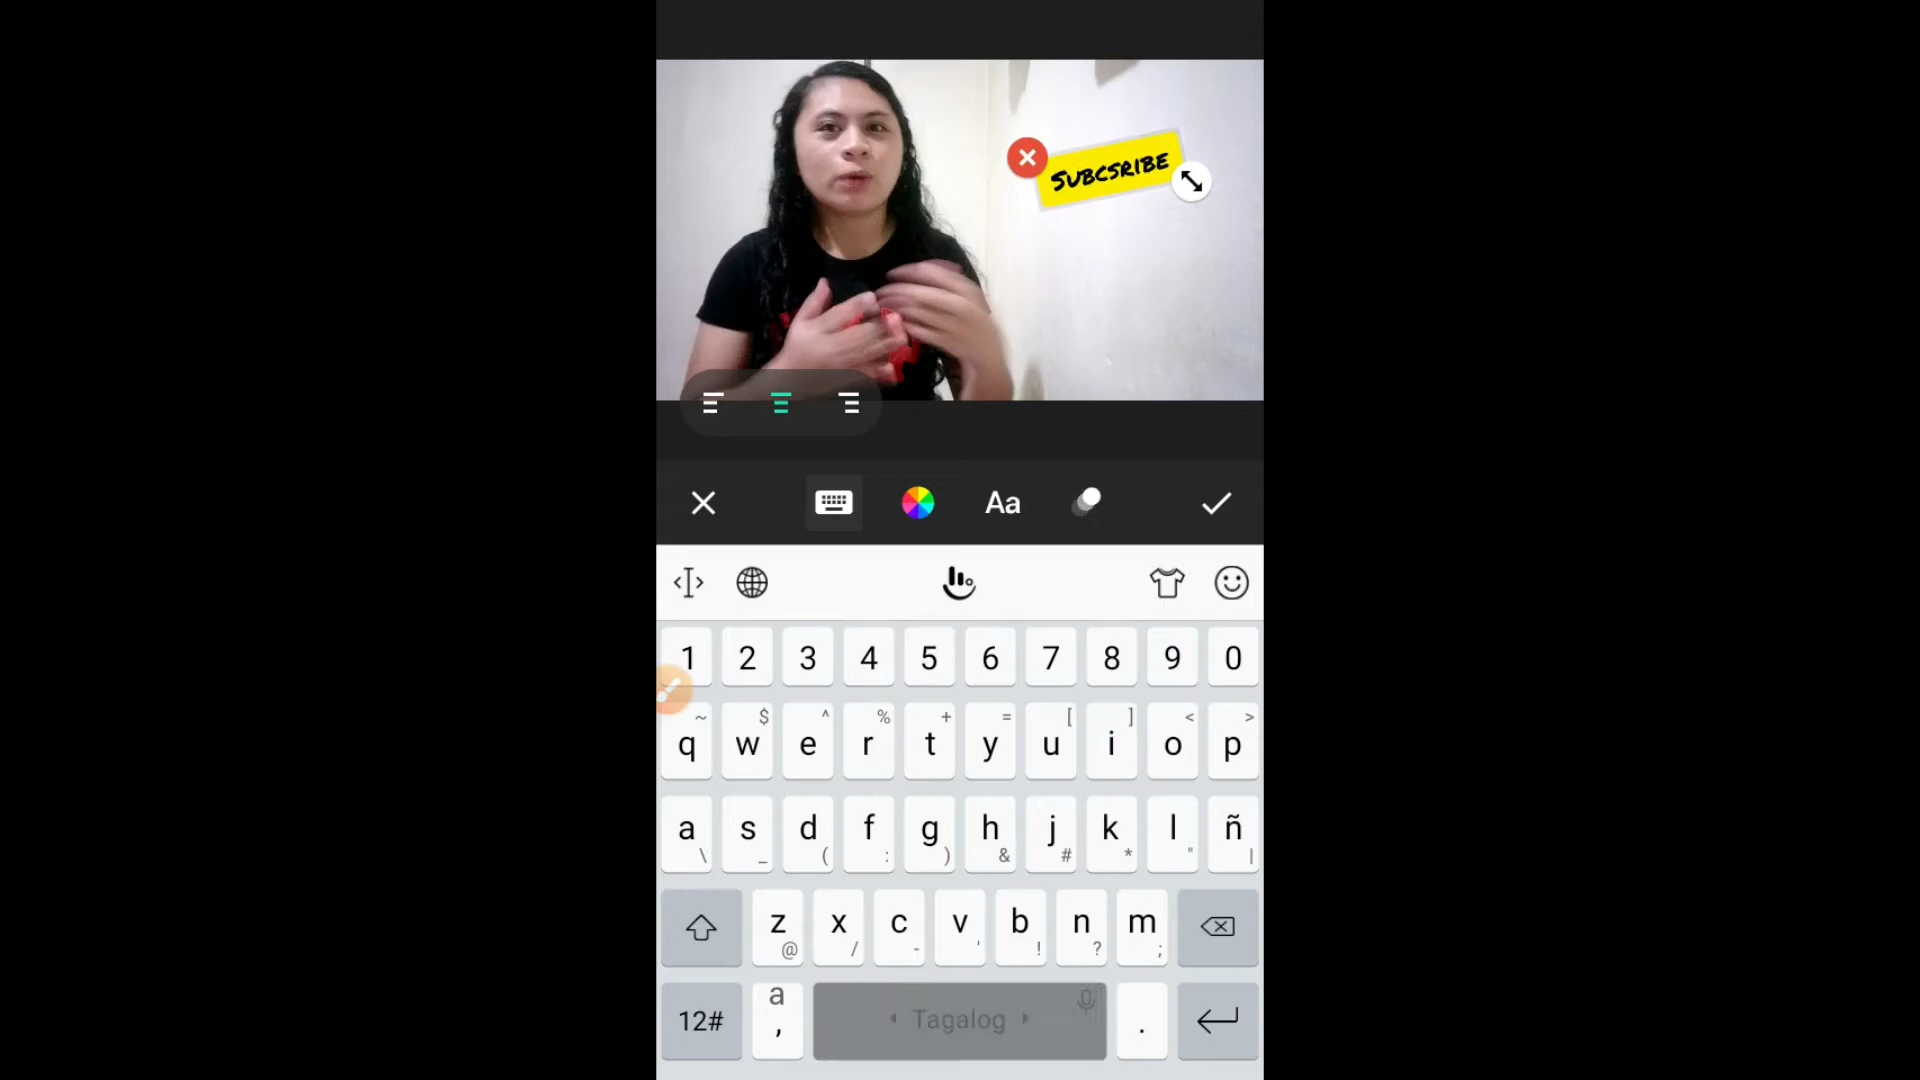 SUBCSRIBE
Aa
1 2 3 4 5 6 7 8 9 0
~ $ ^ % + = [ ] < >
q w e r t y u i o p
a s d f g h j k l ñ
\ _ ( : ) & # * " |
z x c v b n m
@ / - ' ! ? ;
12# a , Tagalog .